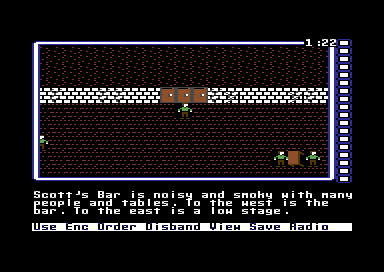 1:22
Scott's Bar is noisy and smoky with many
people and tables. To the west is the
bar. To the east is a low stage.
Use Enc Order Disband View Save Radio